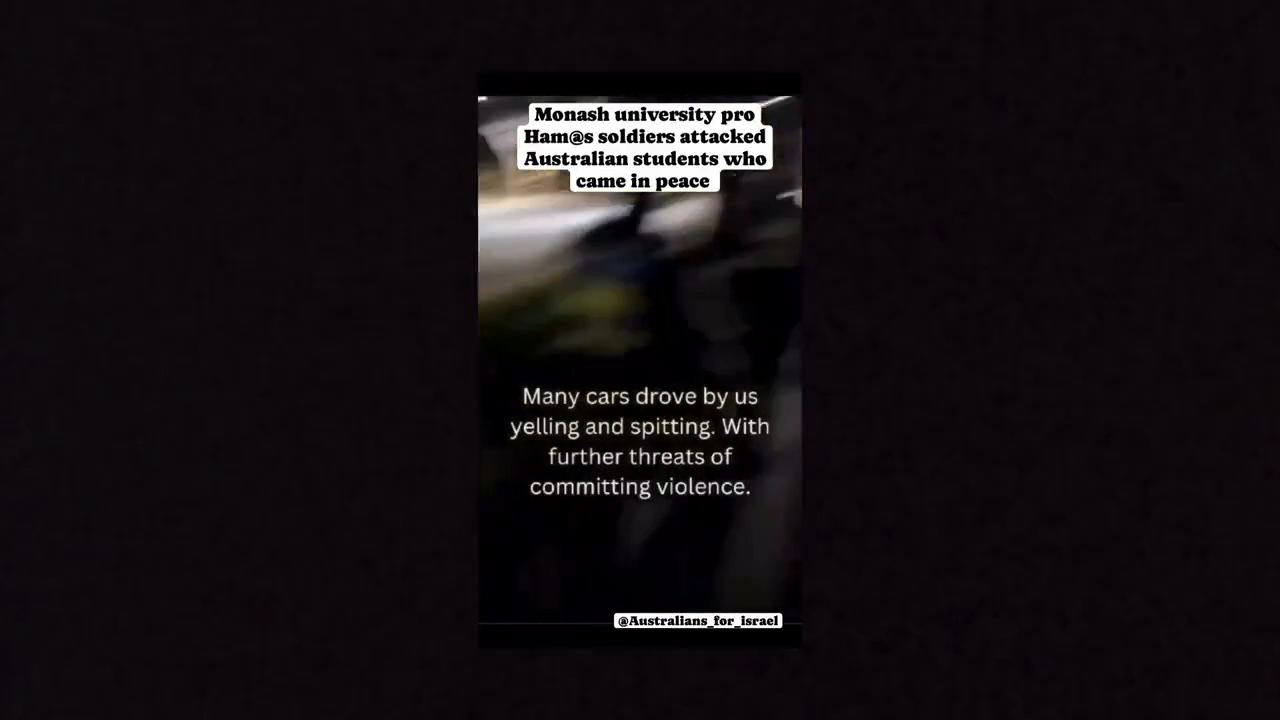 Monash university pro
Ham@s soldiers attacked
Australian students who
came in peace
Many cars drove by us
yelling and spitting. With
further threats of
committing violence.
@Australians_for_israel